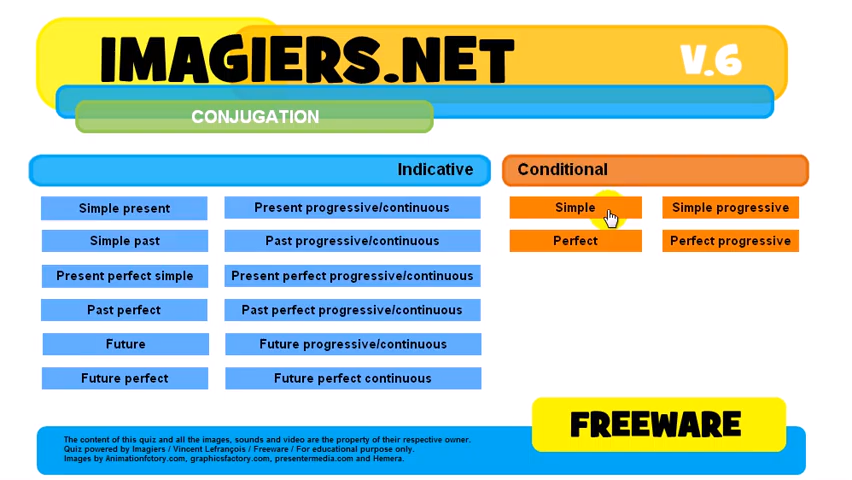 IMAGIERS.NET
V.6
CONJUGATION
Indicative
Conditional
Simple present
Present progressive/continuous
Simple
Simple progressive
Simple past
Past progressive/continuous
Perfect
Perfect progressive
Present perfect simple
Present perfect progressive/continuous
Past perfect
Past perfect progressive/continuous
Future
Future progressive/continuous
Future perfect
Future perfect continuous
FREEWARE
The content of this quiz and all the images, sounds and video are the property of their respective owner.
Quiz powered by Imagiers / Vincent Lefrançois / Freeware / For educational purpose only.
Images by Animationfotory.com, graphicsfactory.com, presentermedia.com and Hemera.